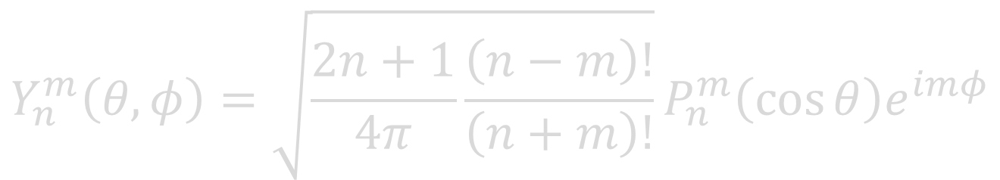 Y_n^m(θ, ϕ) = √((2n + 1)/(4π) (n − m)!/(n + m)!) P_n^m(cos θ)e^{imϕ}